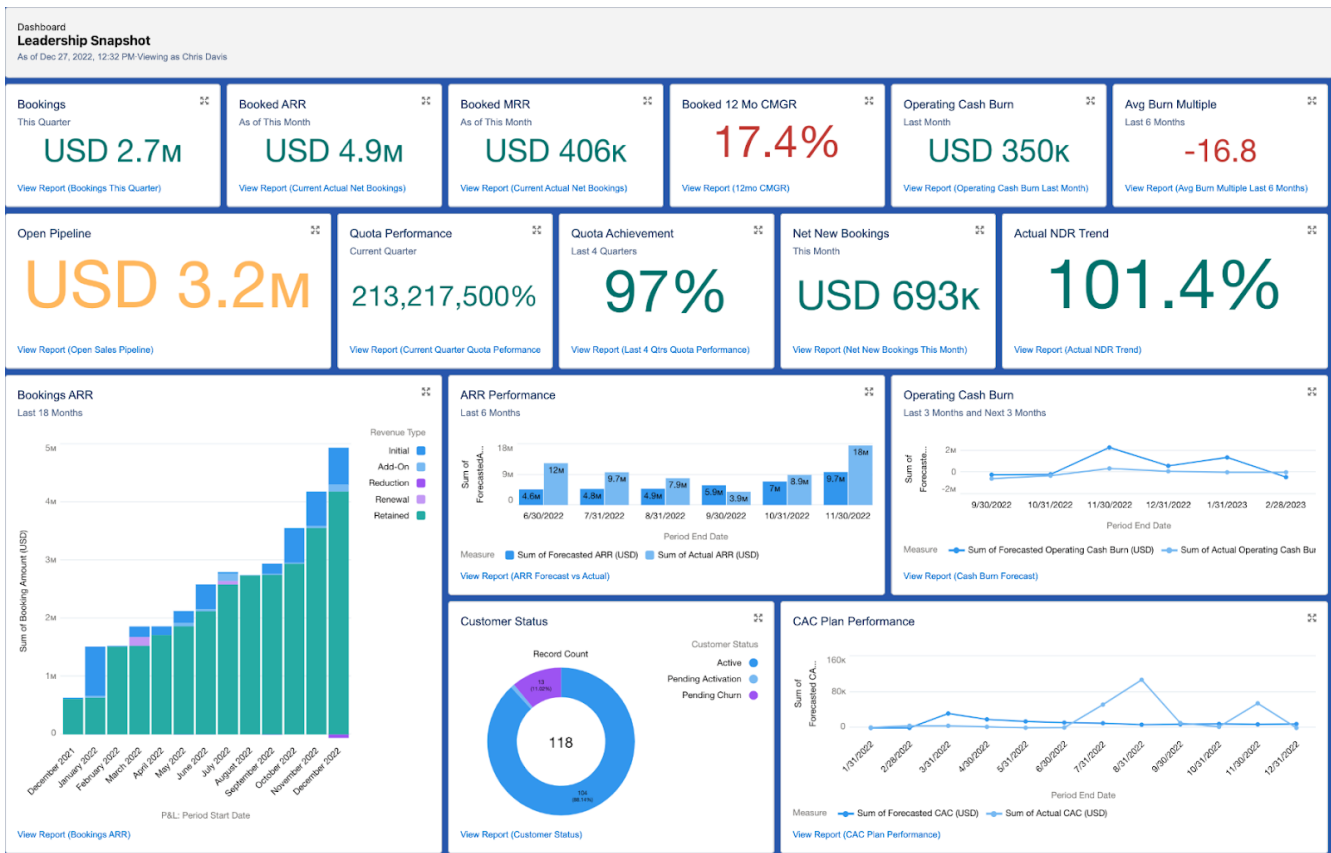 Dashboard
Leadership Snapshot
As of Dec 27, 2022, 12:32 PM·Viewing as Chris Davis
Bookings
This Quarter
USD 2.7M
View Report (Bookings This Quarter)
Booked ARR
As of This Month
USD 4.9M
View Report (Current Actual Net Bookings)
Booked MRR
As of This Month
USD 406K
View Report (Current Actual Net Bookings)
Booked 12 Mo CMGR
17.4%
View Report (12mo CMGR)
Operating Cash Burn
Last Month
USD 350K
View Report (Operating Cash Burn Last Month)
Avg Burn Multiple
Last 6 Months
-16.8
View Report (Avg Burn Multiple Last 6 Months)
Open Pipeline
USD 3.2M
View Report (Open Sales Pipeline)
Quota Performance
Current Quarter
213,217,500%
View Report (Current Quarter Quota Peformance
Quota Achievement
Last 4 Quarters
97%
View Report (Last 4 Qtrs Quota Performance)
Net New Bookings
This Month
USD 693K
View Report (Net New Bookings This Month)
Actual NDR Trend
101.4%
View Report (Actual NDR Trend)
Bookings ARR
Last 18 Months
Revenue Type
Initial
Add-On
Reduction
Renewal
Retained
Sum of Booking Amount (USD)
5M
4M
3M
2M
1M
0
December 2021
January 2022
February 2022
March 2022
April 2022
May 2022
June 2022
July 2022
August 2022
September 2022
October 2022
November 2022
December 2022
P&L: Period Start Date
View Report (Bookings ARR)
ARR Performance
Last 6 Months
Sum of
ForecastedA...
18M
9M
0
4.6M
12M
4.8M
9.7M
4.9M
7.9M
5.9M
3.9M
7M
8.9M
9.7M
18M
6/30/2022
7/31/2022
8/31/2022
9/30/2022
10/31/2022
11/30/2022
Period End Date
Measure
Sum of Forecasted ARR (USD)
Sum of Actual ARR (USD)
View Report (ARR Forecast vs Actual)
Operating Cash Burn
Last 3 Months and Next 3 Months
Sum of
Forecaste...
2M
0
-2M
9/30/2022
10/31/2022
11/30/2022
12/31/2022
1/31/2023
2/28/2023
Period End Date
Measure
Sum of Forecasted Operating Cash Burn (USD)
Sum of Actual Operating Cash Bur
View Report (Cash Burn Forecast)
Customer Status
Customer Status
Active
Pending Activation
Pending Churn
Record Count
13
118
104
(88.14%)
View Report (Customer Status)
CAC Plan Performance
Sum of
Forecasted CA...
160K
80K
0
1/31/2022
2/28/2022
3/31/2022
4/30/2022
5/31/2022
6/30/2022
7/31/2022
8/31/2022
9/30/2022
10/31/2022
11/30/2022
12/31/2022
Period End Date
Measure
Sum of Forecasted CAC (USD)
Sum of Actual CAC (USD)
View Report (CAC Plan Performance)